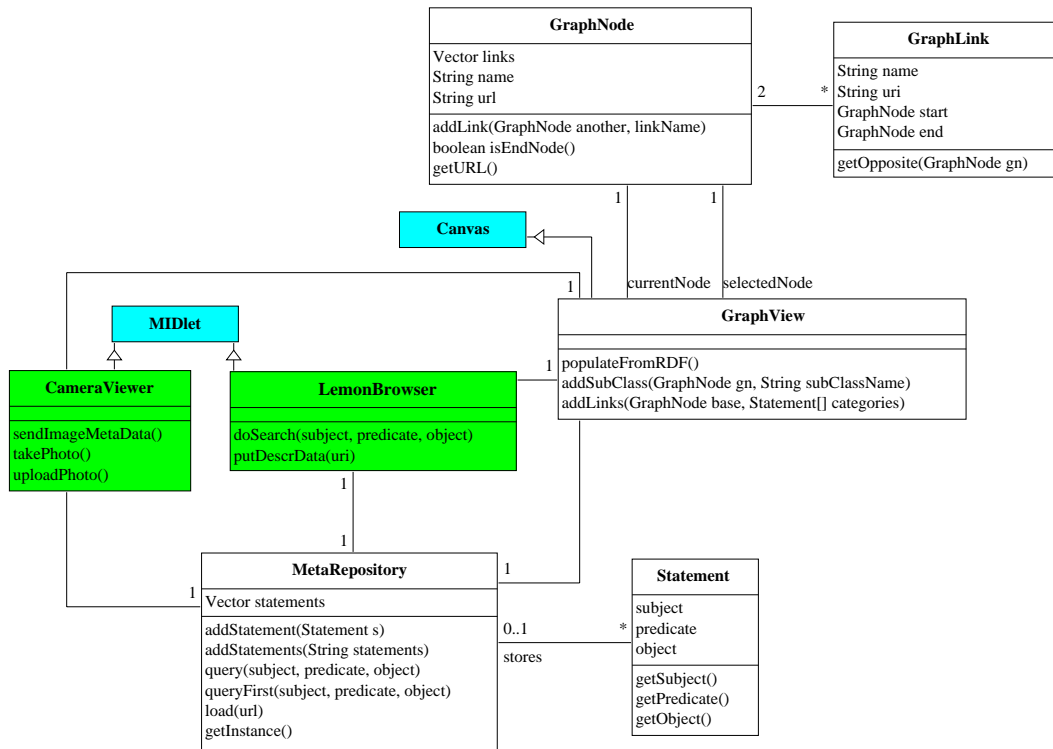 GraphNode
Vector links
String name
String url
addLink(GraphNode another, linkName)
boolean isEndNode()
getURL()
2
*
GraphLink
String name
String uri
GraphNode start
GraphNode end
getOpposite(GraphNode gn)
1
1
Canvas
currentNode
selectedNode
1
MIDlet
GraphView
populateFromRDF()
addSubClass(GraphNode gn, String subClassName)
addLinks(GraphNode base, Statement[] categories)
1
CameraViewer
sendImageMetaData()
takePhoto()
uploadPhoto()
LemonBrowser
doSearch(subject, predicate, object)
putDescrData(uri)
1
1
1
1
MetaRepository
Vector statements
addStatement(Statement s)
addStatements(String statements)
query(subject, predicate, object)
queryFirst(subject, predicate, object)
load(url)
getInstance()
0..1
*
stores
Statement
subject
predicate
object
getSubject()
getPredicate()
getObject()